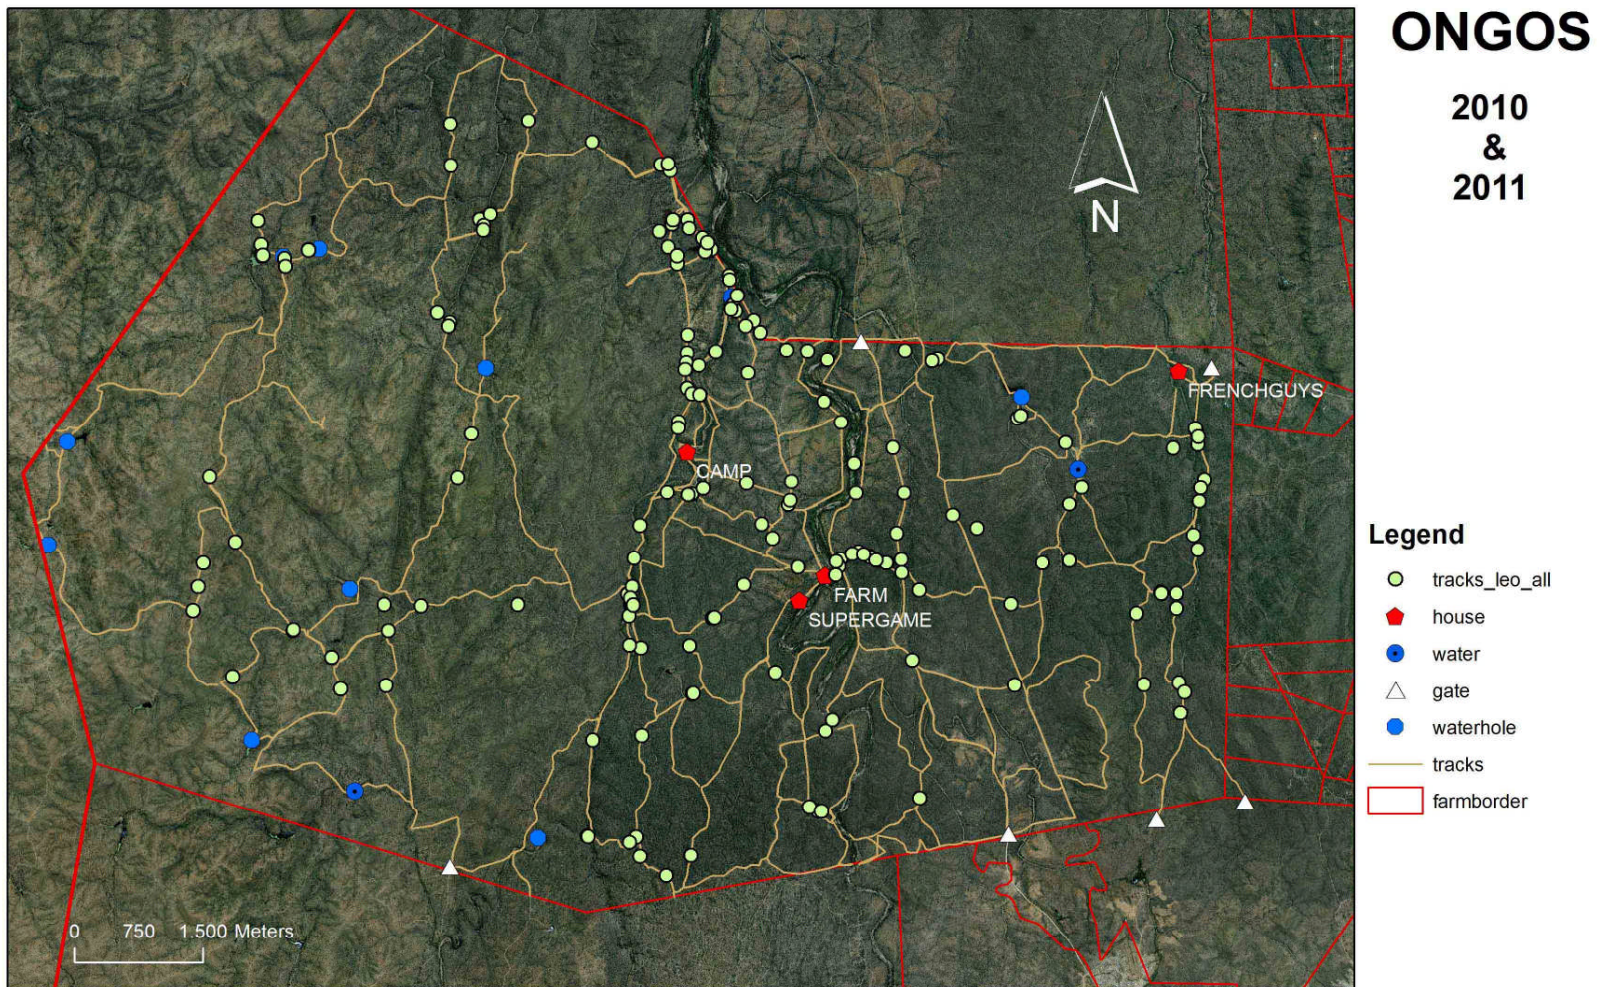 ONGOS
2010
&
2011
N
FRENCHGUYS
CAMP
FARM
SUPERGAME
Legend
tracks_leo_all
house
water
gate
waterhole
tracks
farmborder
0 750 1.500 Meters